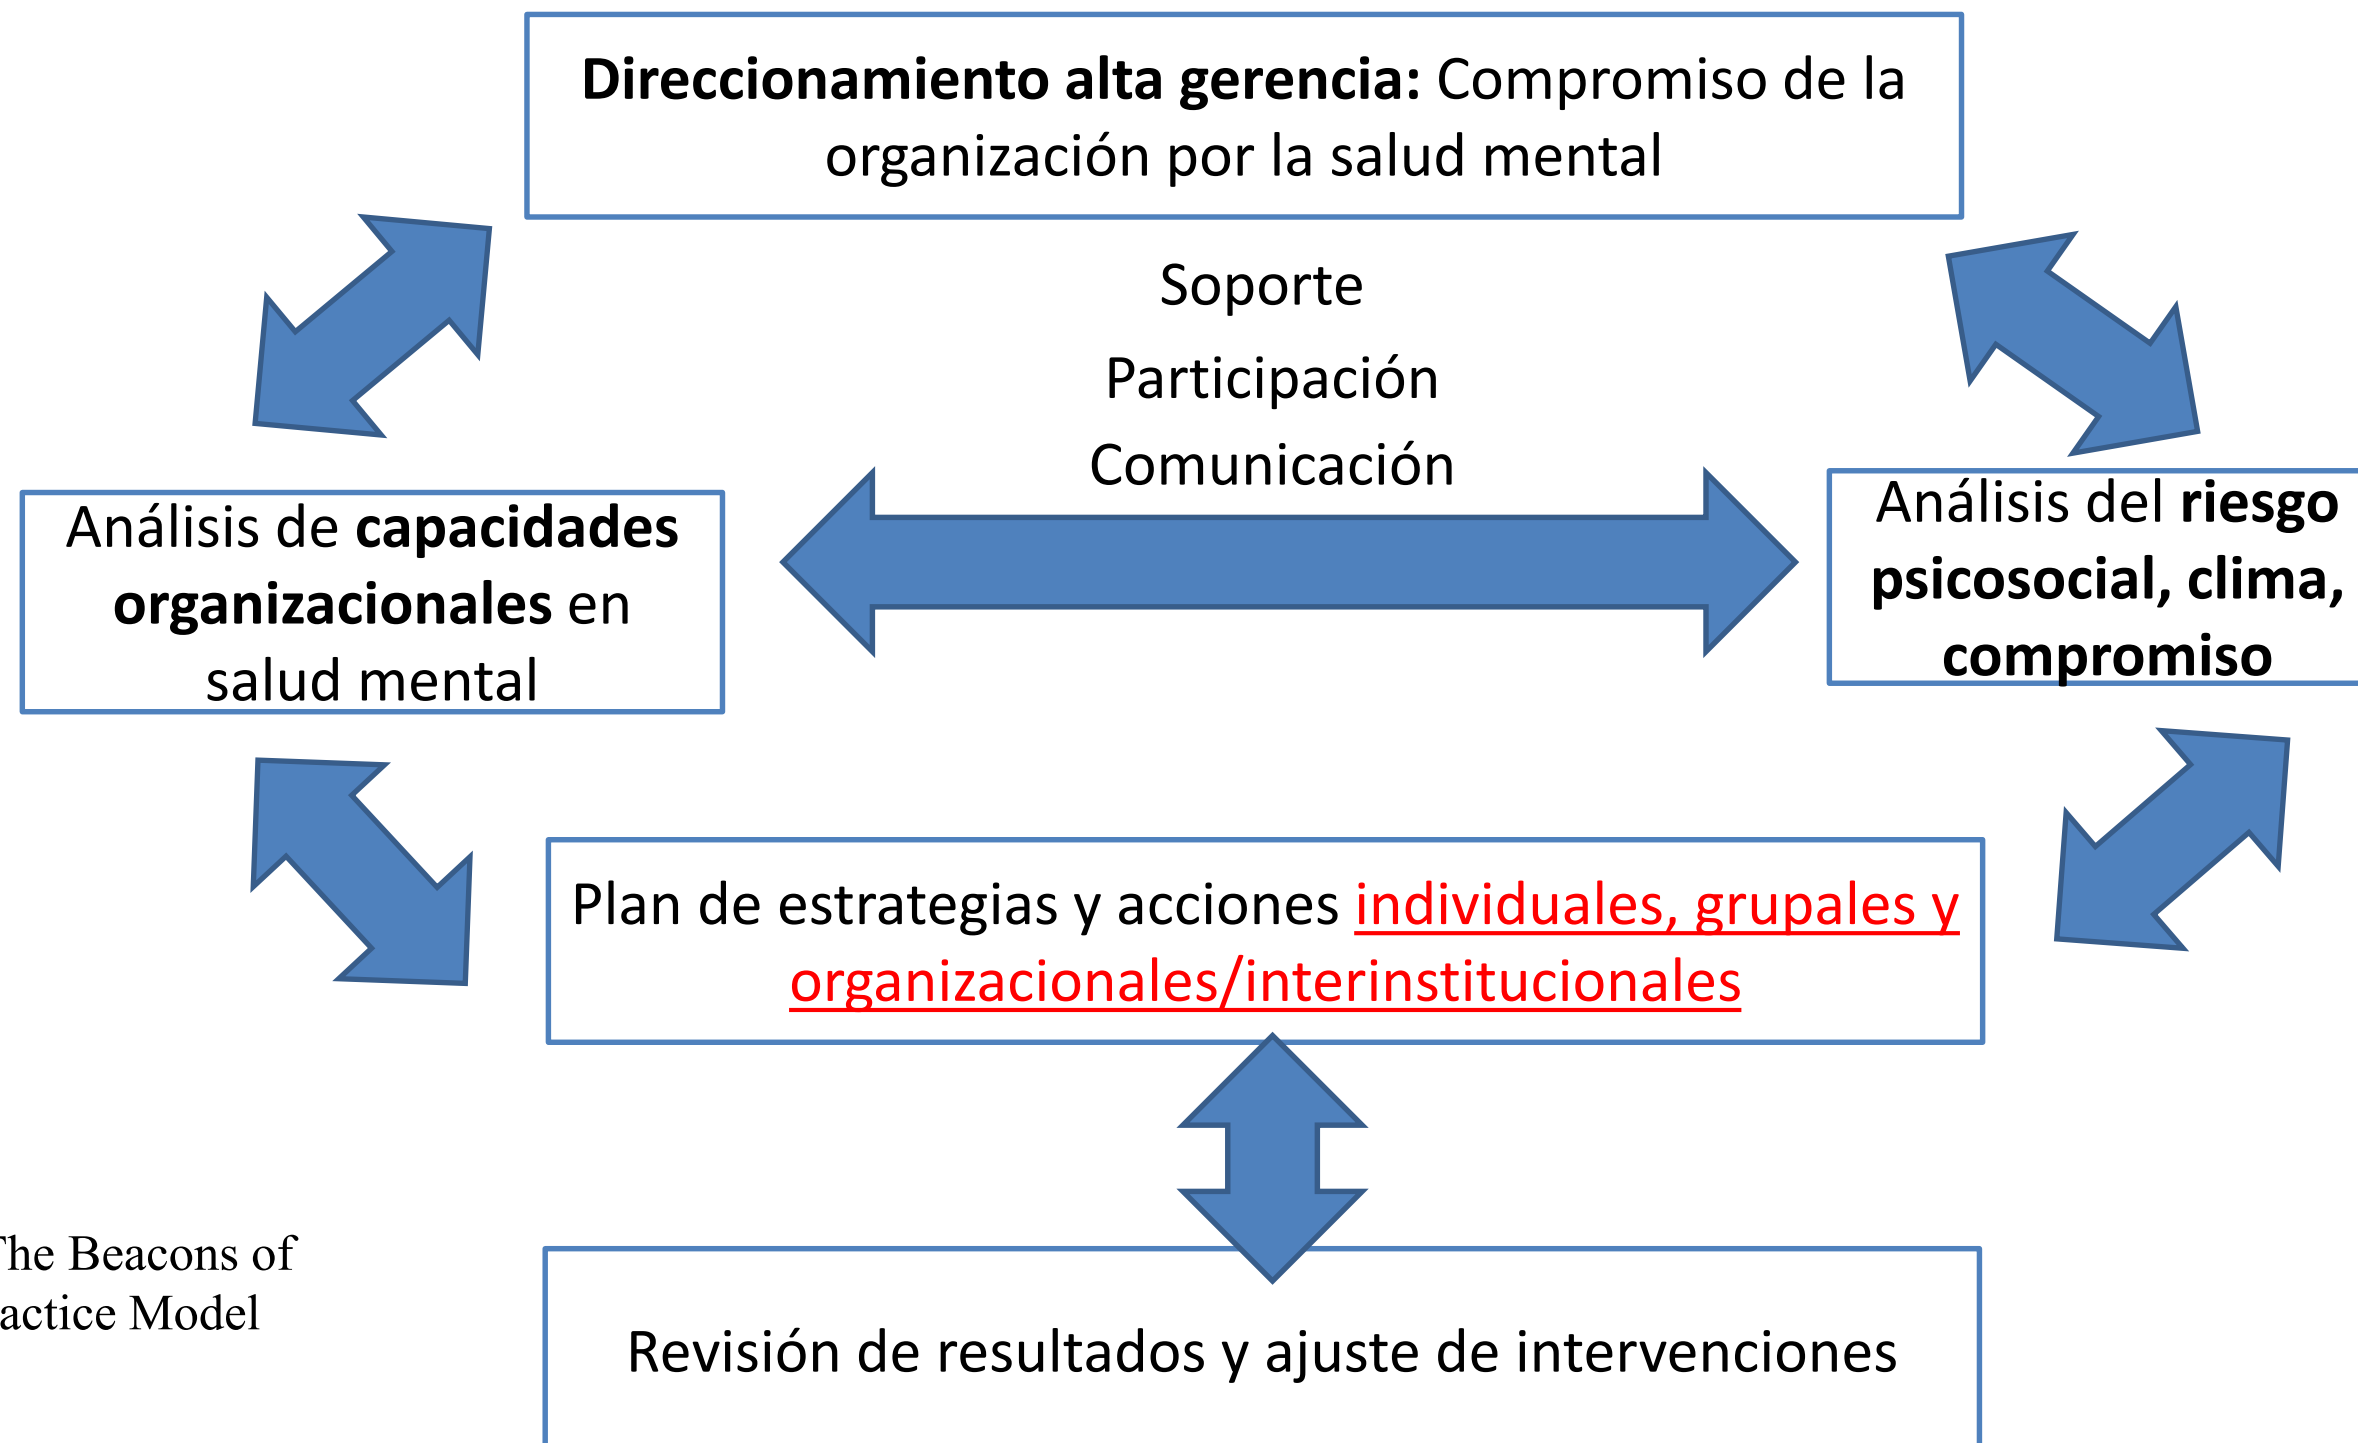 Direccionamiento alta gerencia: Compromiso de la
organización por la salud mental
Soporte
Participación
Comunicación
Análisis de capacidades
organizacionales en
salud mental
Análisis del riesgo
psicosocial, clima,
compromiso
Plan de estrategias y acciones individuales, grupales y
organizacionales/interinstitucionales
The Beacons of
actice Model
Revisión de resultados y ajuste de intervenciones